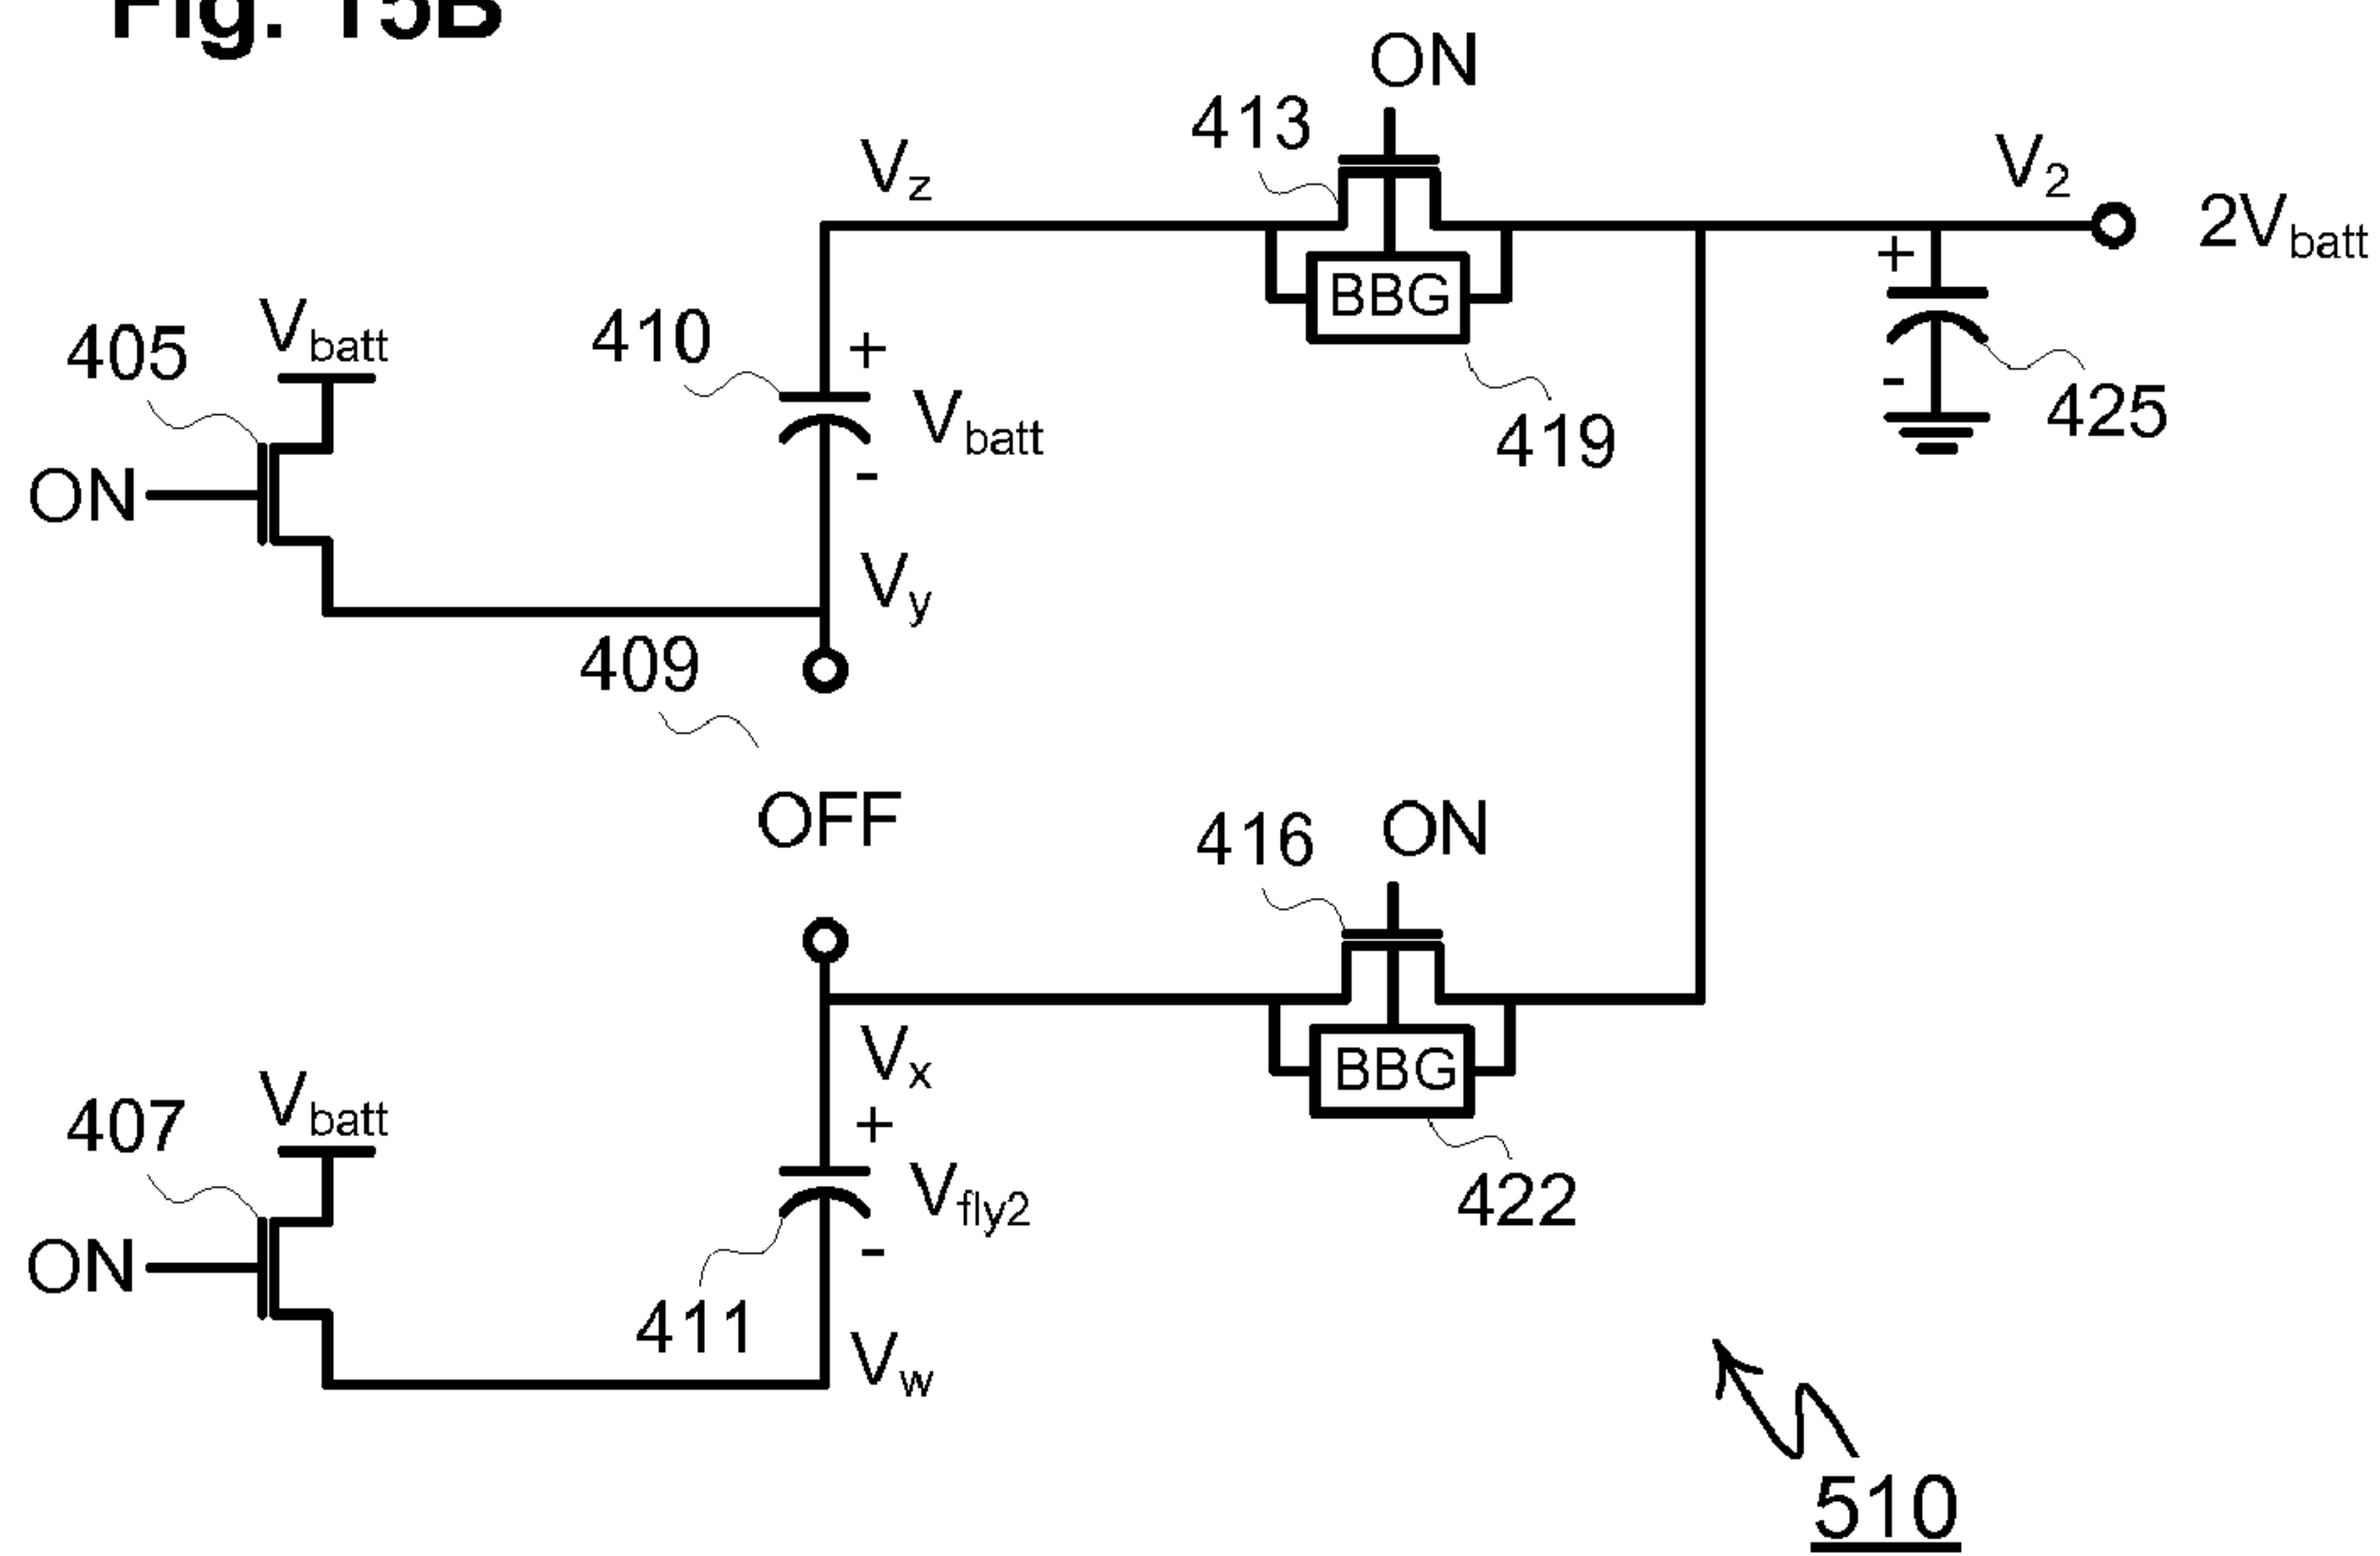 Fig. 15B
ON
413
V2
Vz
2Vbatt
BBG
405
Vbatt
410
+
+
Vbatt
-
425
419
ON
-
Vy
409
OFF
416
ON
Vx
BBG
407
Vbatt
+
Vfly2
422
ON
-
411
Vw
510